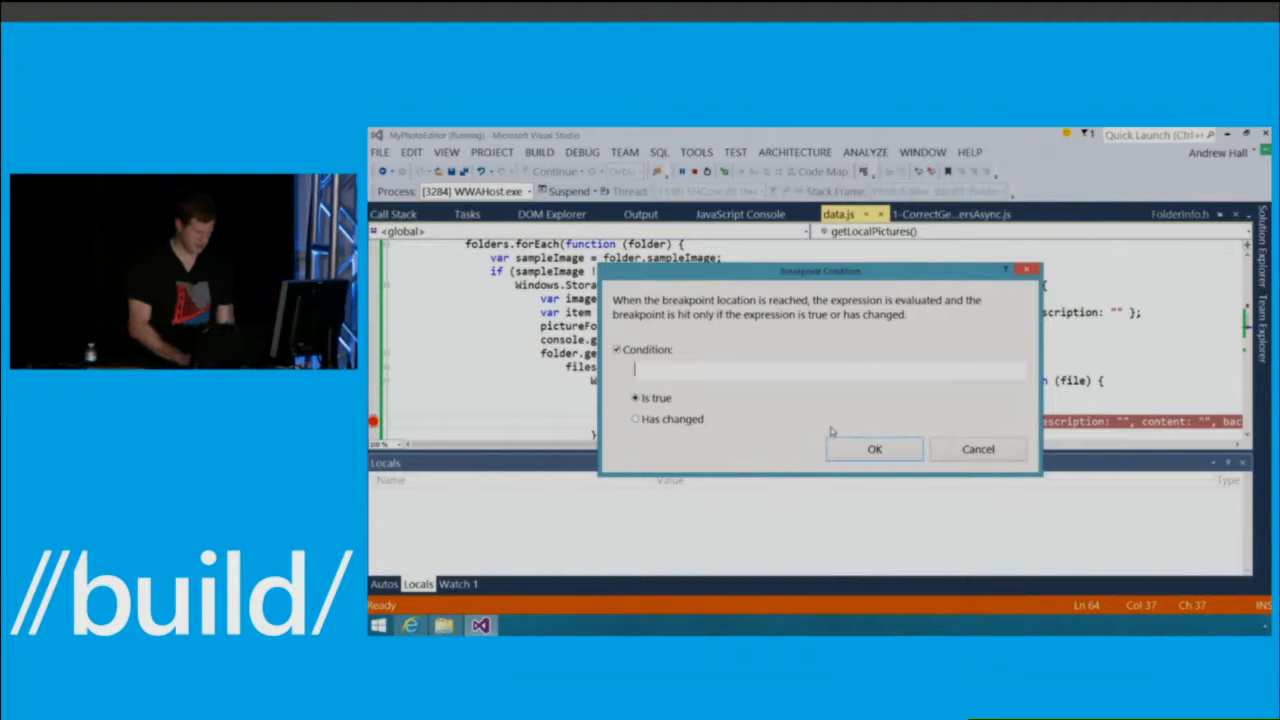 MyPhotoEditor (Running) - Microsoft Visual Studio
1
Quick Launch (Ctrl+
FILE EDIT VIEW PROJECT BUILD DEBUG TEAM SQL TOOLS TEST ARCHITECTURE ANALYZE WINDOW HELP
Andrew Hall
Continue Debu Code Map
Process: [3284] WWAHost.exe Suspend Thread: Stack Frame:
Call Stack Tasks DOM Explorer Output JavaScript Console data.js 1-CorrectGe...ersAsync.js FolderInfo.h
<global> getLocalPictures()
Solution Explorer
Team Explorer
folders.forEach(function (folder) {
var sampleImage = folder.sampleImage;
if (sampleImage !
Windows.Stora {
var image
var item scription: "" };
pictureFo
console.g
folder.ge
files
W n (file) {
escription: "", content: "", bac
}
100 %
Breakpoint Condition
?
When the breakpoint location is reached, the expression is evaluated and the
breakpoint is hit only if the expression is true or has changed.
Condition:
Is true
Has changed
OK Cancel
Locals
Name Value Type
Autos Locals Watch 1
Ready Ln 64 Col 37 Ch 37 INS
//build/